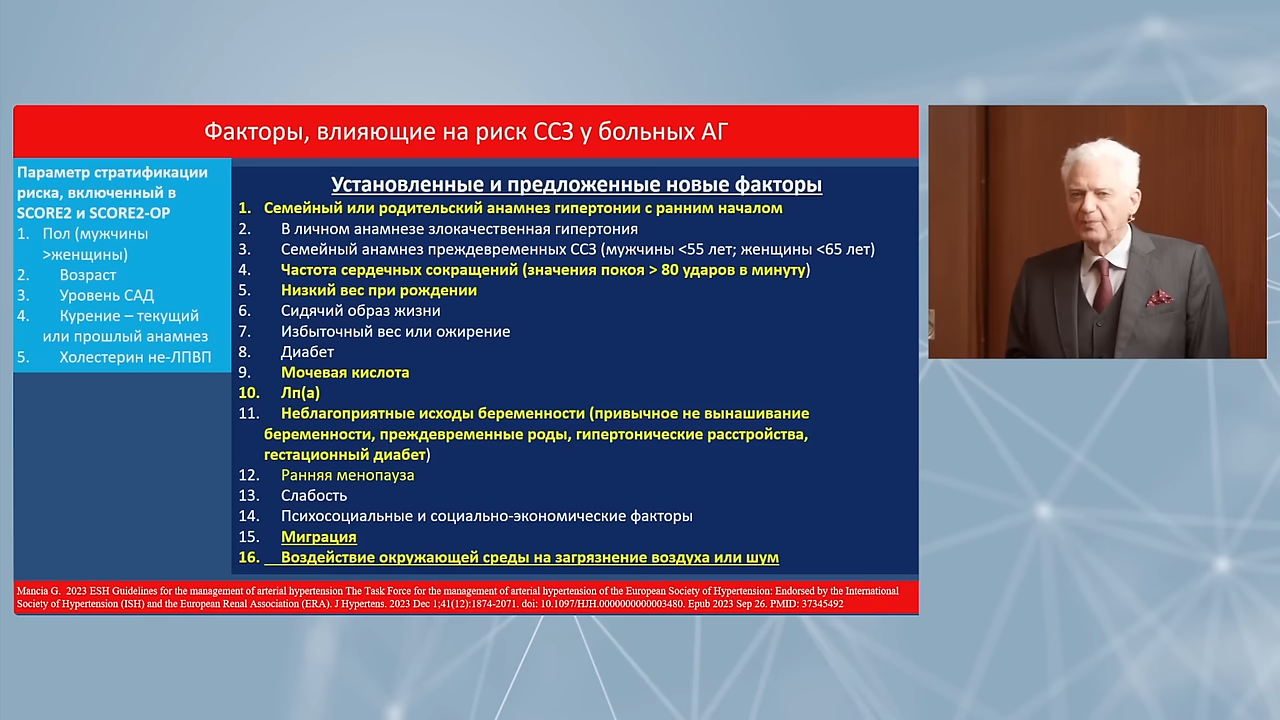 Факторы, влияющие на риск ССЗ у больных АГ
Параметр стратификации
риска, включенный в
SCORE2 и SCORE2-OP
1. Пол (мужчины
>женщины)
2. Возраст
3. Уровень САД
4. Курение – текущий
или прошлый анамнез
5. Холестерин не-ЛПВП
Установленные и предложенные новые факторы
1. Семейный или родительский анамнез гипертонии с ранним началом
2. В личном анамнезе злокачественная гипертония
3. Семейный анамнез преждевременных ССЗ (мужчины <55 лет; женщины <65 лет)
4. Частота сердечных сокращений (значения покоя > 80 ударов в минуту)
5. Низкий вес при рождении
6. Сидячий образ жизни
7. Избыточный вес или ожирение
8. Диабет
9. Мочевая кислота
10. Лп(а)
11. Неблагоприятные исходы беременности (привычное не вынашивание
беременности, преждевременные роды, гипертонические расстройства,
гестационный диабет)
12. Ранняя менопауза
13. Слабость
14. Психосоциальные и социально-экономические факторы
15. Миграция
16. Воздействие окружающей среды на загрязнение воздуха или шум
Mancia G. 2023 ESH Guidelines for the management of arterial hypertension The Task Force for the management of arterial hypertension of the European Society of Hypertension: Endorsed by the International
Society of Hypertension (ISH) and the European Renal Association (ERA). J Hypertens. 2023 Dec 1;41(12):1874-2071. doi: 10.1097/HJH.0000000000003480. Epub 2023 Sep 26. PMID: 37345492